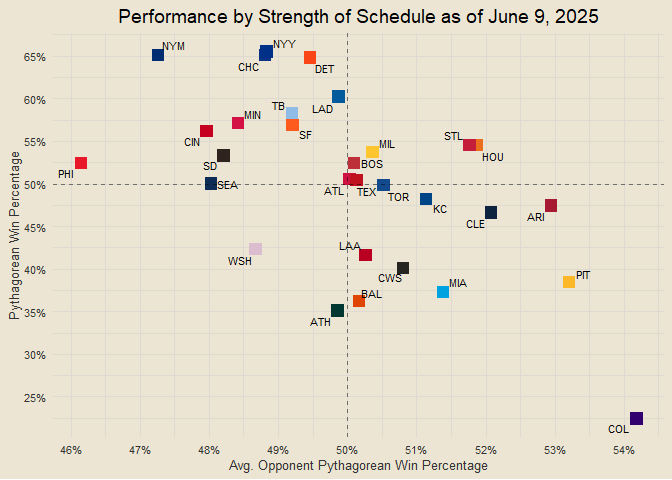 Performance by Strength of Schedule as of June 9, 2025
NYM
NYY
CHC
DET
65%
LAD
60%
TB
MIN
SF
CIN
55%
STL
MIL
HOU
PHI
SD
BOS
50%
SEA
ATL
TEX
TOR
KC
45%
CLE
ARI
WSH
LAA
40%
CWS
PIT
MIA
BAL
35%
ATH
30%
25%
COL
46%
47%
48%
49%
50%
51%
52%
53%
54%
Avg. Opponent Pythagorean Win Percentage
Pythagorean Win Percentage